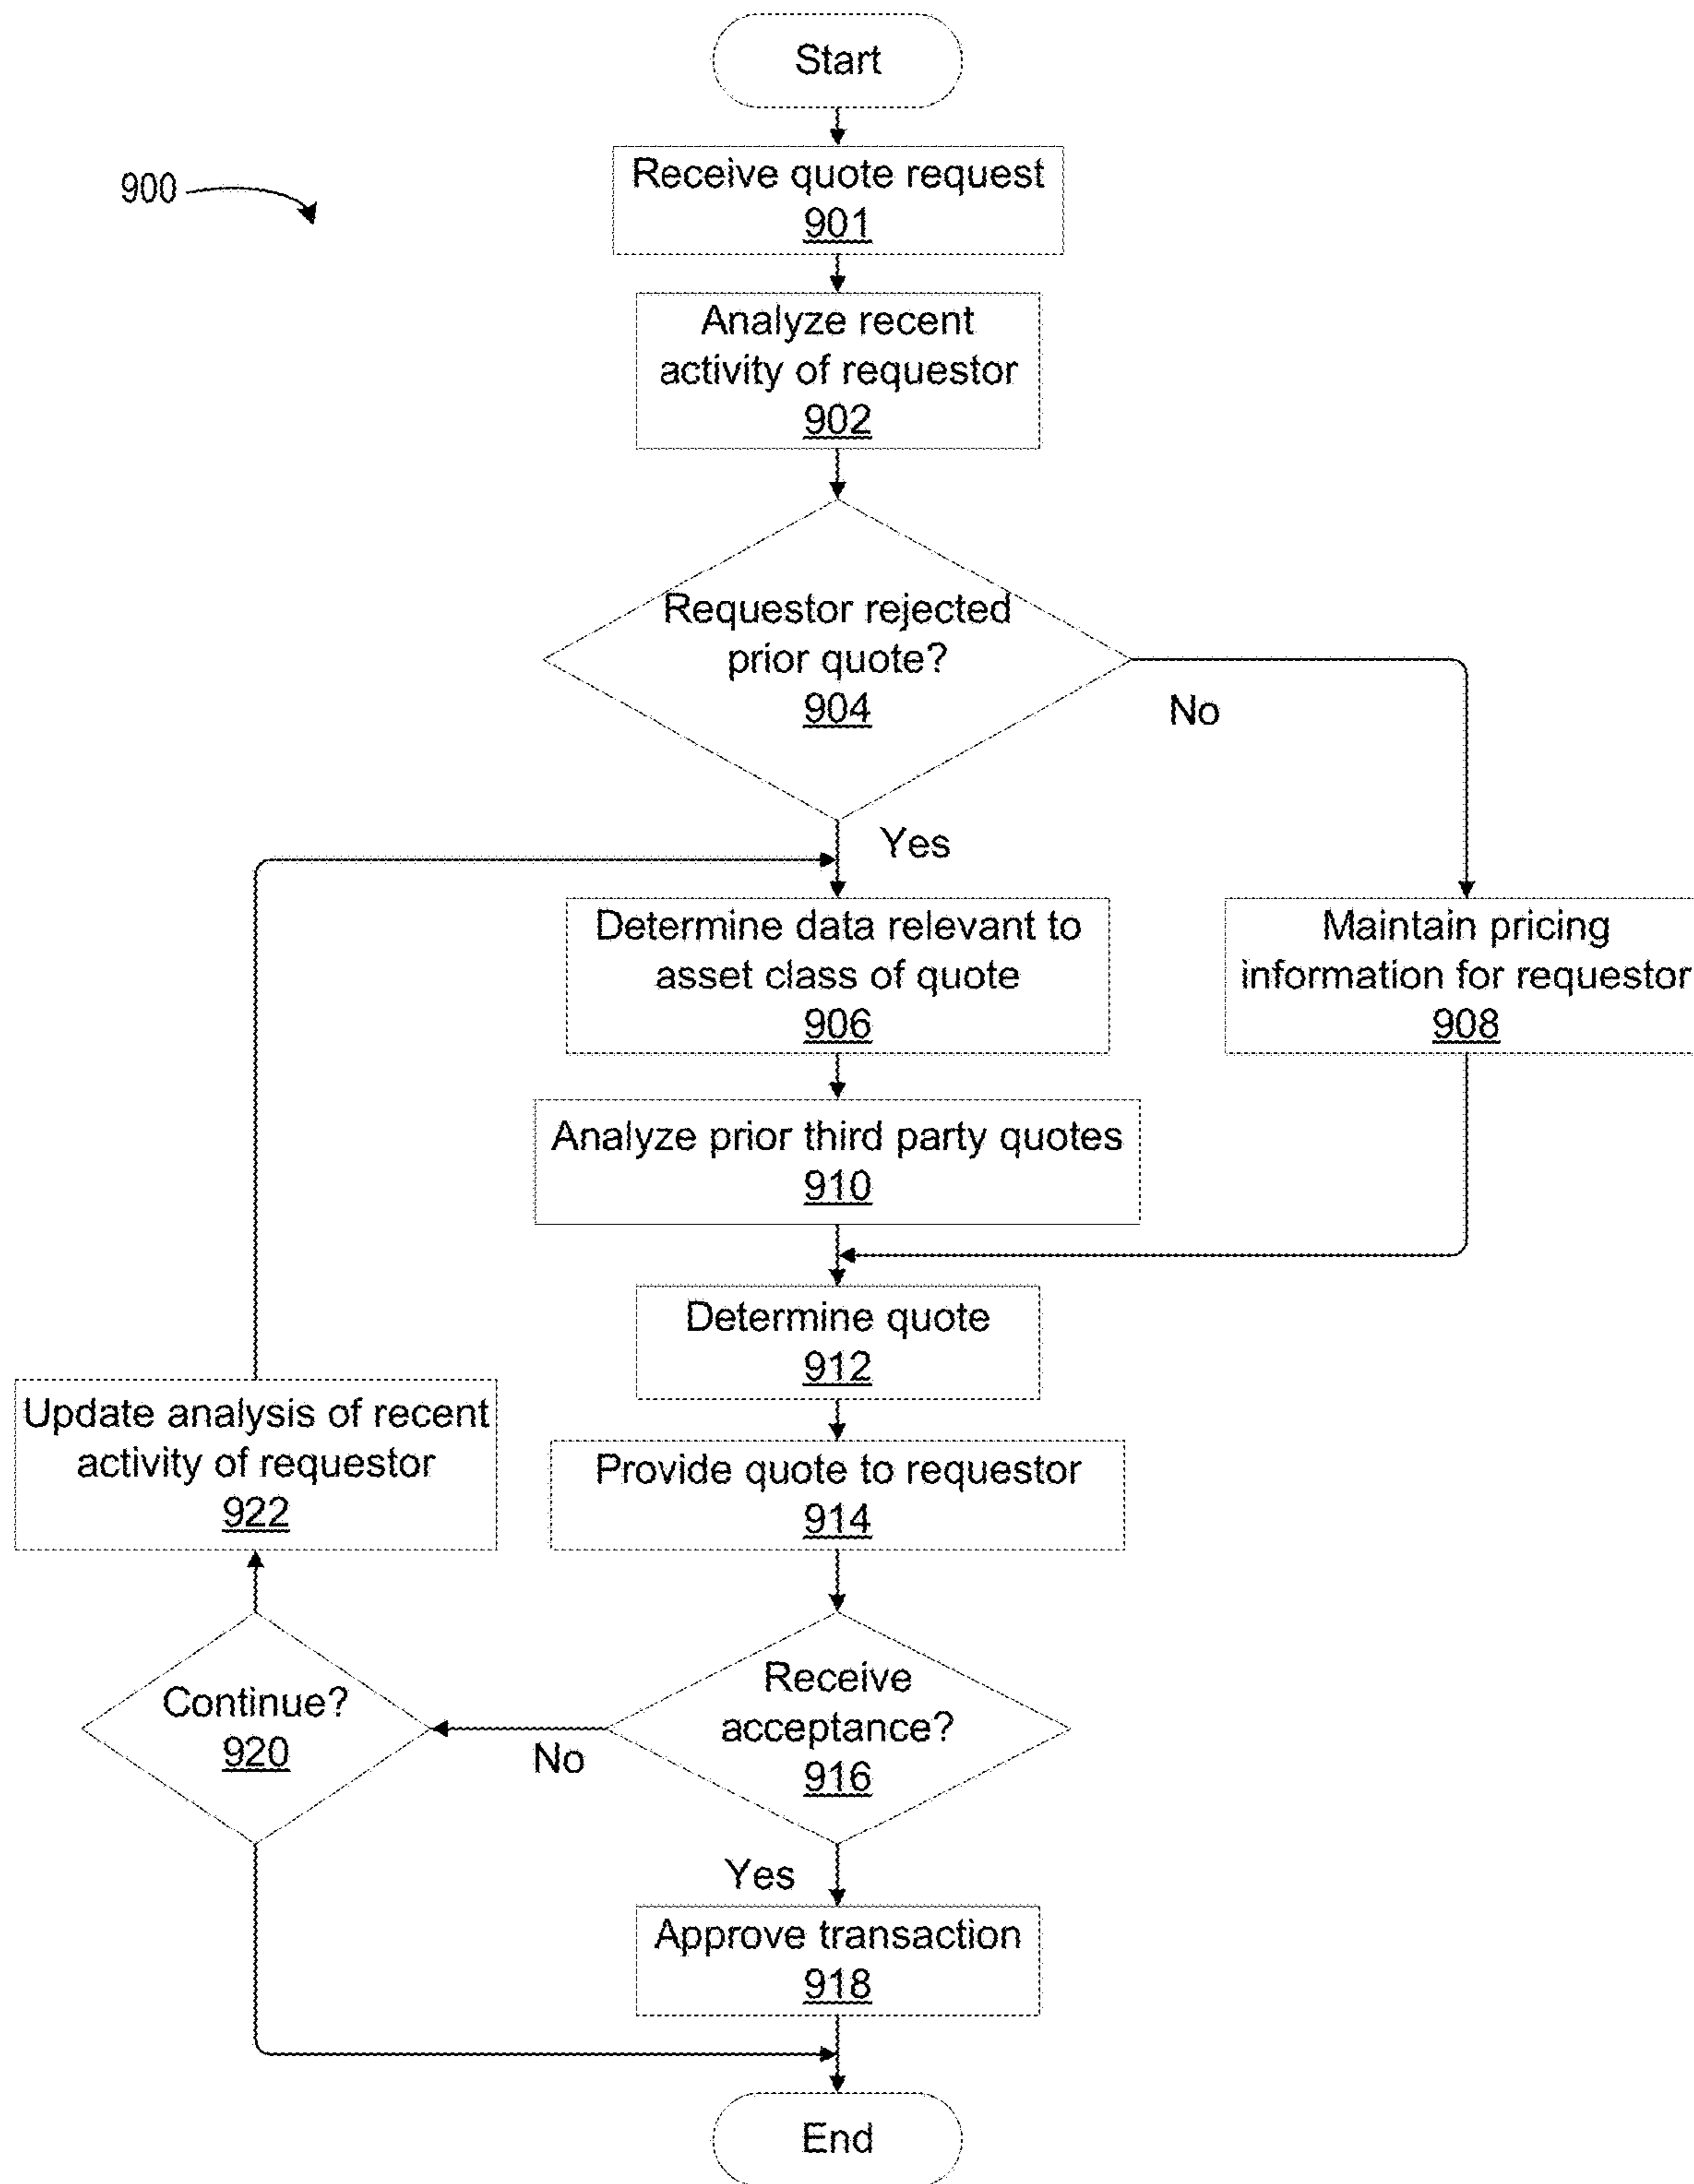 Start
900
Receive quote request
901
Analyze recent
activity of requestor
902
Requestor rejected
prior quote?
904
No
Yes
Determine data relevant to
asset class of quote
906
Maintain pricing
information for requestor
908
Analyze prior third party quotes
910
Determine quote
912
Update analysis of recent
activity of requestor
922
Provide quote to requestor
914
Continue?
920
No
Receive
acceptance?
916
Yes
Approve transaction
918
End